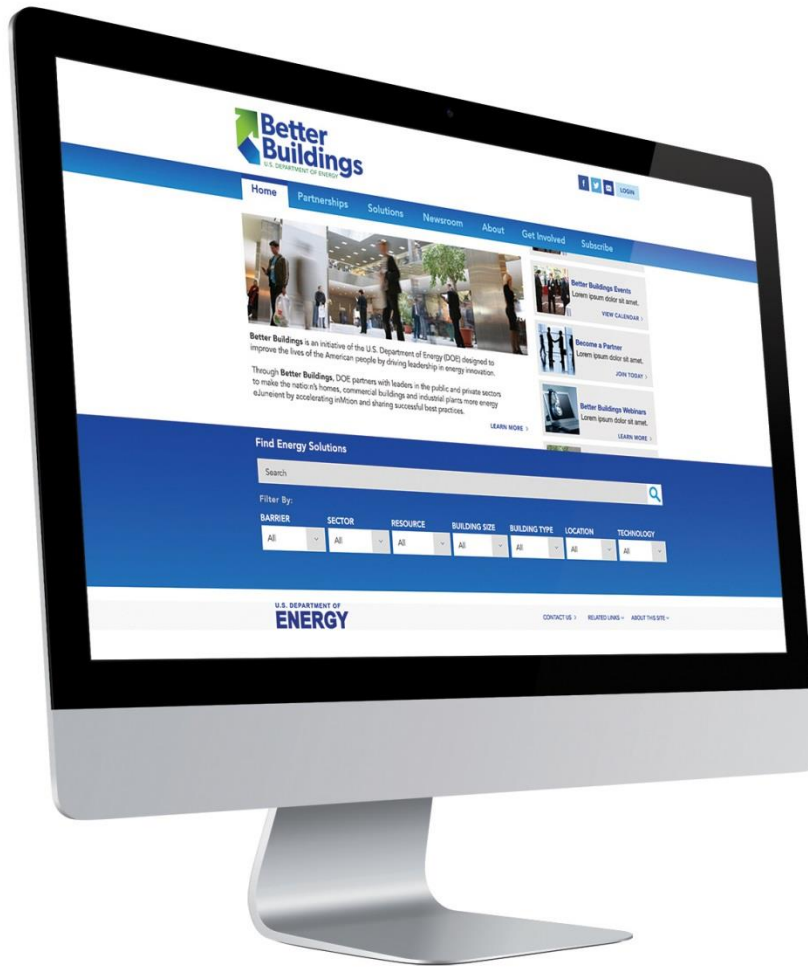 Better
Buildings
U.S. DEPARTMENT OF ENERGY
f
LOGIN
Home Partnerships Solutions Newsroom About Get Involved Subscribe
Better Buildings Events
Lorem ipsum dolor sit amet.
VIEW CALENDAR >
Become a Partner
Lorem ipsum dolor sit amet.
JOIN TODAY >
Better Buildings Webinars
Lorem ipsum dolor sit amet.
LEARN MORE >
Better Buildings is an initiative of the U.S. Department of Energy (DOE) designed to
improve the lives of the American people by driving leadership in energy innovation.
Through Better Buildings, DOE partners with leaders in the public and private sectors
to make the nation's homes, commercial buildings and industrial plants more energy
eJuneient by accelerating inMtion and sharing successful best practices.
LEARN MORE >
Find Energy Solutions
Search
Filter By:
BARRIER SECTOR RESOURCE BUILDING SIZE BUILDING TYPE LOCATION TECHNOLOGY
All All All All All All All
U.S. DEPARTMENT OF
ENERGY
CONTACT US > RELATED LINKS ABOUT THIS SITE